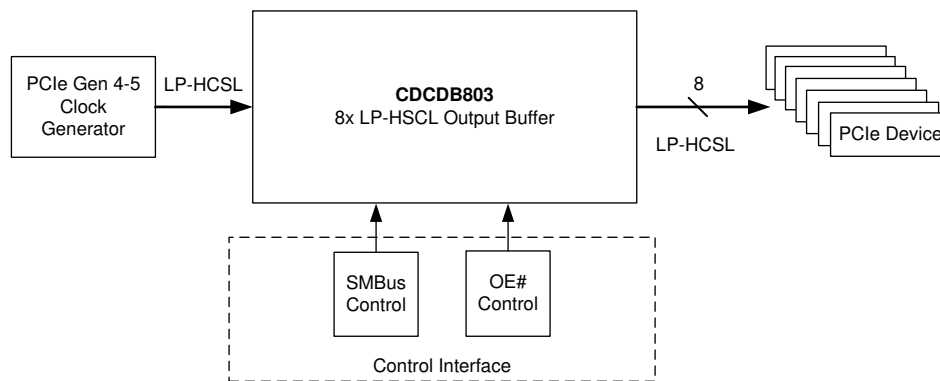 PCIe Gen 4-5
Clock
Generator
LP-HCSL
CDCDB803
8x LP-HSCL Output Buffer
8
LP-HCSL
PCIe Device
SMBus
Control
OE#
Control
Control Interface